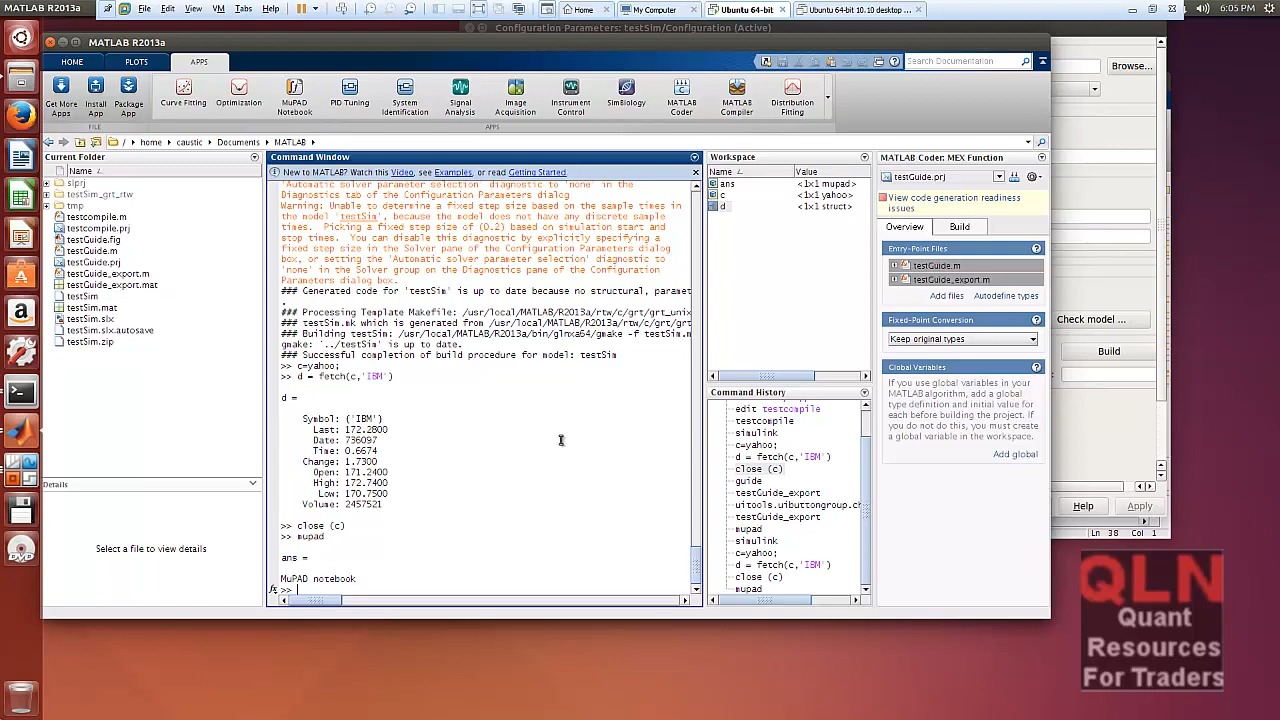 MATLAB R2013a
File Edit View VM Tabs Help
Home
My Computer
Ubuntu 64-bit
Ubuntu 64-bit 10.10 desktop ...
6:05 PM
Configuration Parameters: testSim/Configuration (Active)
MATLAB R2013a
HOME PLOTS APPS
Search Documentation
Get More Apps
Install App
Package App
Curve Fitting
Optimization
MuPAD Notebook
PID Tuning
System Identification
Signal Analysis
Image Acquisition
Instrument Control
SimBiology
MATLAB Coder
MATLAB Compiler
Distribution Fitting
FILE
APPS
/ home caustic Documents MATLAB
Current Folder
Name
slprj
testSim_grt_rtw
tmp
testcompile.m
testcompile.prj
testGuide.fig
testGuide.m
testGuide.prj
testGuide_export.m
testGuide_export.mat
testSim
testSim.mat
testSim.slx
testSim.slx.autosave
testSim.zip
Details
Select a file to view details
Command Window
New to MATLAB? Watch this Video, see Examples, or read Getting Started.
'Automatic solver parameter selection' diagnostic to 'none' in the
Diagnostics tab of the Configuration Parameters dialog
Warning: Unable to determine a fixed step size based on the sample times in
the model 'testSim', because the model does not have any discrete sample
times. Picking a fixed step size of (0.2) based on simulation start and
stop times. You can disable this diagnostic by explicitly specifying a
fixed step size in the Solver pane of the Configuration Parameters dialog
box, or setting the 'Automatic solver parameter selection' diagnostic to
'none' in the Solver group on the Diagnostics pane of the Configuration
Parameters dialog box.
### Generated code for 'testSim' is up to date because no structural, paramet
.
### Processing Template Makefile: /usr/local/MATLAB/R2013a/rtw/c/grt/grt_unix
### testSim.mk which is generated from /usr/local/MATLAB/R2013a/rtw/c/grt/grt
### Building testSim: /usr/local/MATLAB/R2013a/bin/glnxa64/gmake -f testSim.m
gmake: `../testSim' is up to date.
### Successful completion of build procedure for model: testSim
>> c=yahoo;
>> d = fetch(c,'IBM')
d =
Symbol: {'IBM'}
Last: 172.2800
Date: 736097
Time: 0.6674
Change: 1.7300
Open: 171.2400
High: 172.7400
Low: 170.7500
Volume: 2457521
>> close (c)
>> mupad
ans =
MuPAD notebook
fx >>
Workspace
Name Value
ans <1x1 mupad>
c <1x1 yahoo>
d <1x1 struct>
Command History
edit testcompile
testcompile
simulink
c=yahoo;
d = fetch(c,'IBM')
close (c)
guide
testGuide_export
uitools.uibuttongroup.ch
testGuide_export
mupad
simulink
c=yahoo;
d = fetch(c,'IBM')
close (c)
mupad
MATLAB Coder: MEX Function
testGuide.prj
View code generation readiness
issues
Overview Build
Entry-Point Files
testGuide.m
testGuide_export.m
Add files Autodefine types
Fixed-Point Conversion
Keep original types
Global Variables
If you use global variables in your
MATLAB algorithm, add a global
type definition and initial value for
each before building the project. If
you do not do this, you must create
a global variable in the workspace.
Add global
Browse...
Check model ...
Build
Help Apply
Ln 38 Col 1
QLN
Quant
Resources
For Traders